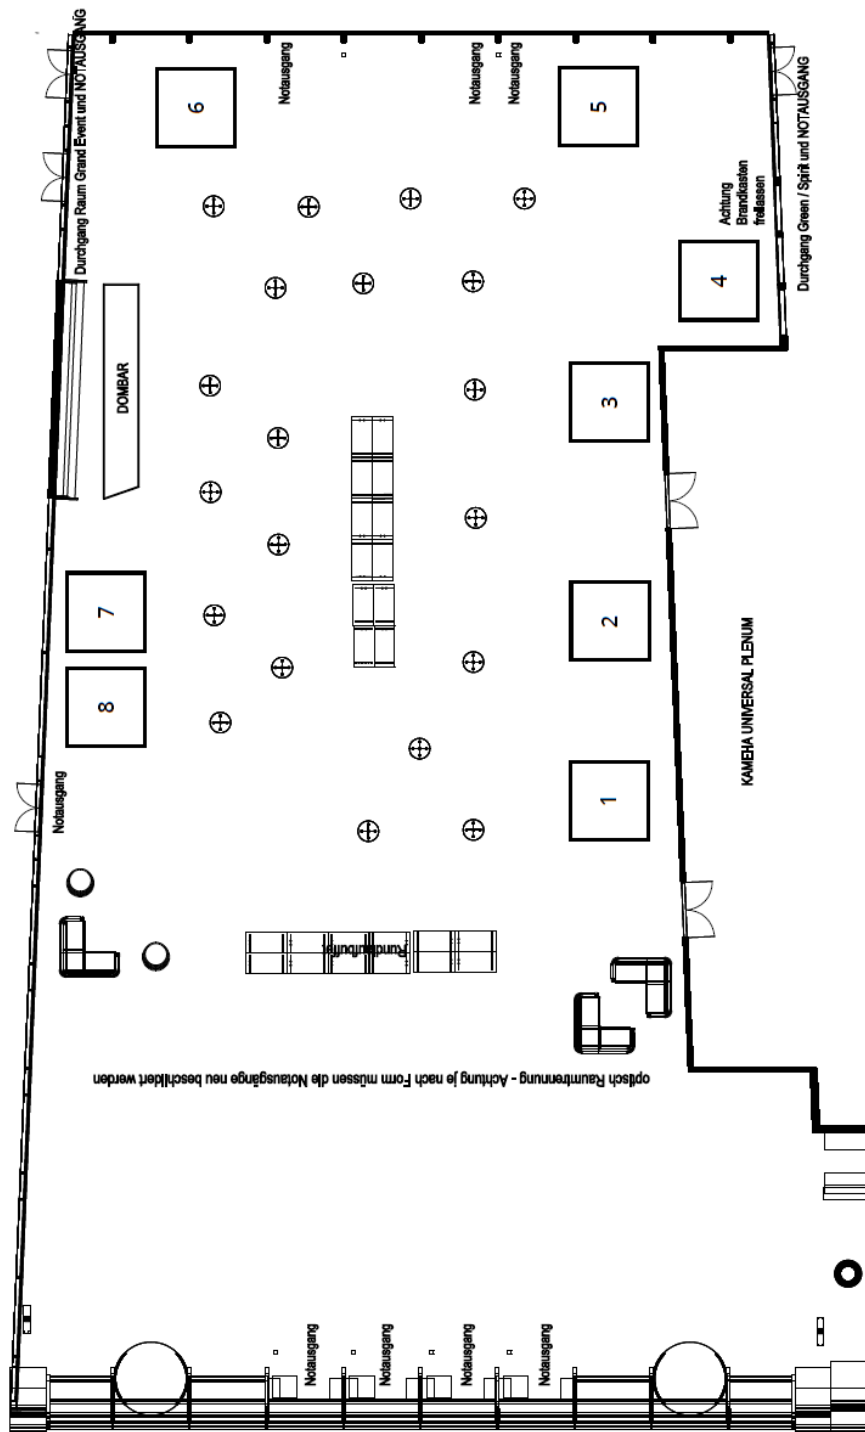 Durchgang Raum Grand Event und NOTAUSGANG
6
Notausgang
Notausgang
Notausgang
5
Durchgang Green / Spirit und NOTAUSGANG
Achtung
Brandkasten
freilassen
4
DOMBAR
3
7
2
8
KAMEHA UNIVERSAL PLENUM
1
Notausgang
Rundlaufbuffet
optisch Raumtrennung - Achtung je nach Form müssen die Notausgänge neu beschildert werden
Notausgang
Notausgang
Notausgang
Notausgang